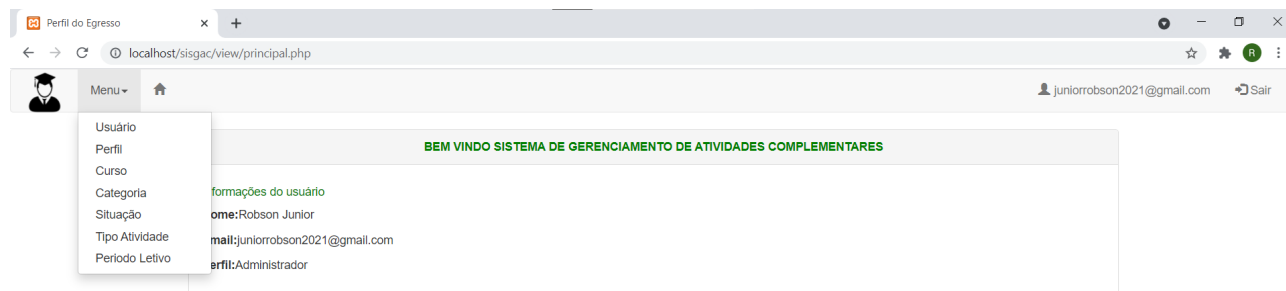 Perfil do Egresso
localhost/sisgac/view/principal.php
R
Menu
juniorrobson2021@gmail.com
Sair
Usuário
Perfil
Curso
Categoria
Situação
Tipo Atividade
Periodo Letivo
BEM VINDO SISTEMA DE GERENCIAMENTO DE ATIVIDADES COMPLEMENTARES
formações do usuário
ome:Robson Junior
mail:juniorrobson2021@gmail.com
erfil:Administrador